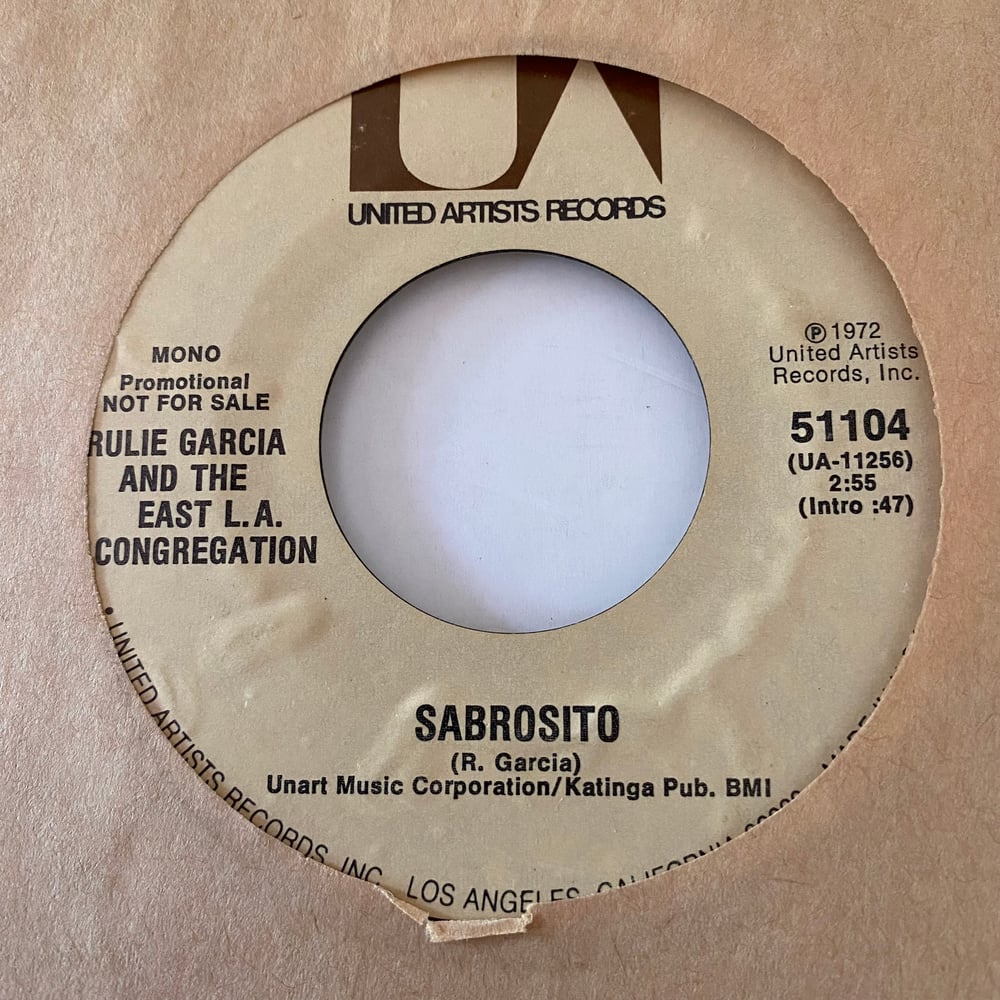 UA
UNITED ARTISTS RECORDS
MONO
Promotional
NOT FOR SALE
RULIE GARCIA
AND THE
EAST L.A.
CONGREGATION
℗ 1972
United Artists
Records, Inc.
51104
(UA-11256)
2:55
(Intro :47)
SABROSITO
(R. Garcia)
Unart Music Corporation/Katinga Pub. BMI
• UNITED ARTISTS RECORDS, INC. LOS ANGELES, CALIFORNIA